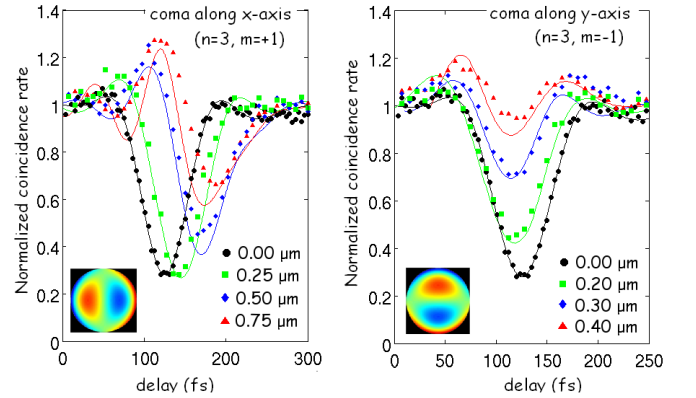 coma along x-axis
(n=3, m=+1)
Normalized coincidence rate
1.4
1.2
1
0.8
0.6
0.4
0.2
0
0 100 200 300
delay (fs)
0.00 μm
0.25 μm
0.50 μm
0.75 μm
coma along y-axis
(n=3, m=-1)
Normalized coincidence rate
1.4
1.2
1
0.8
0.6
0.4
0.2
0
0 50 100 150 200 250
delay (fs)
0.00 μm
0.20 μm
0.30 μm
0.40 μm